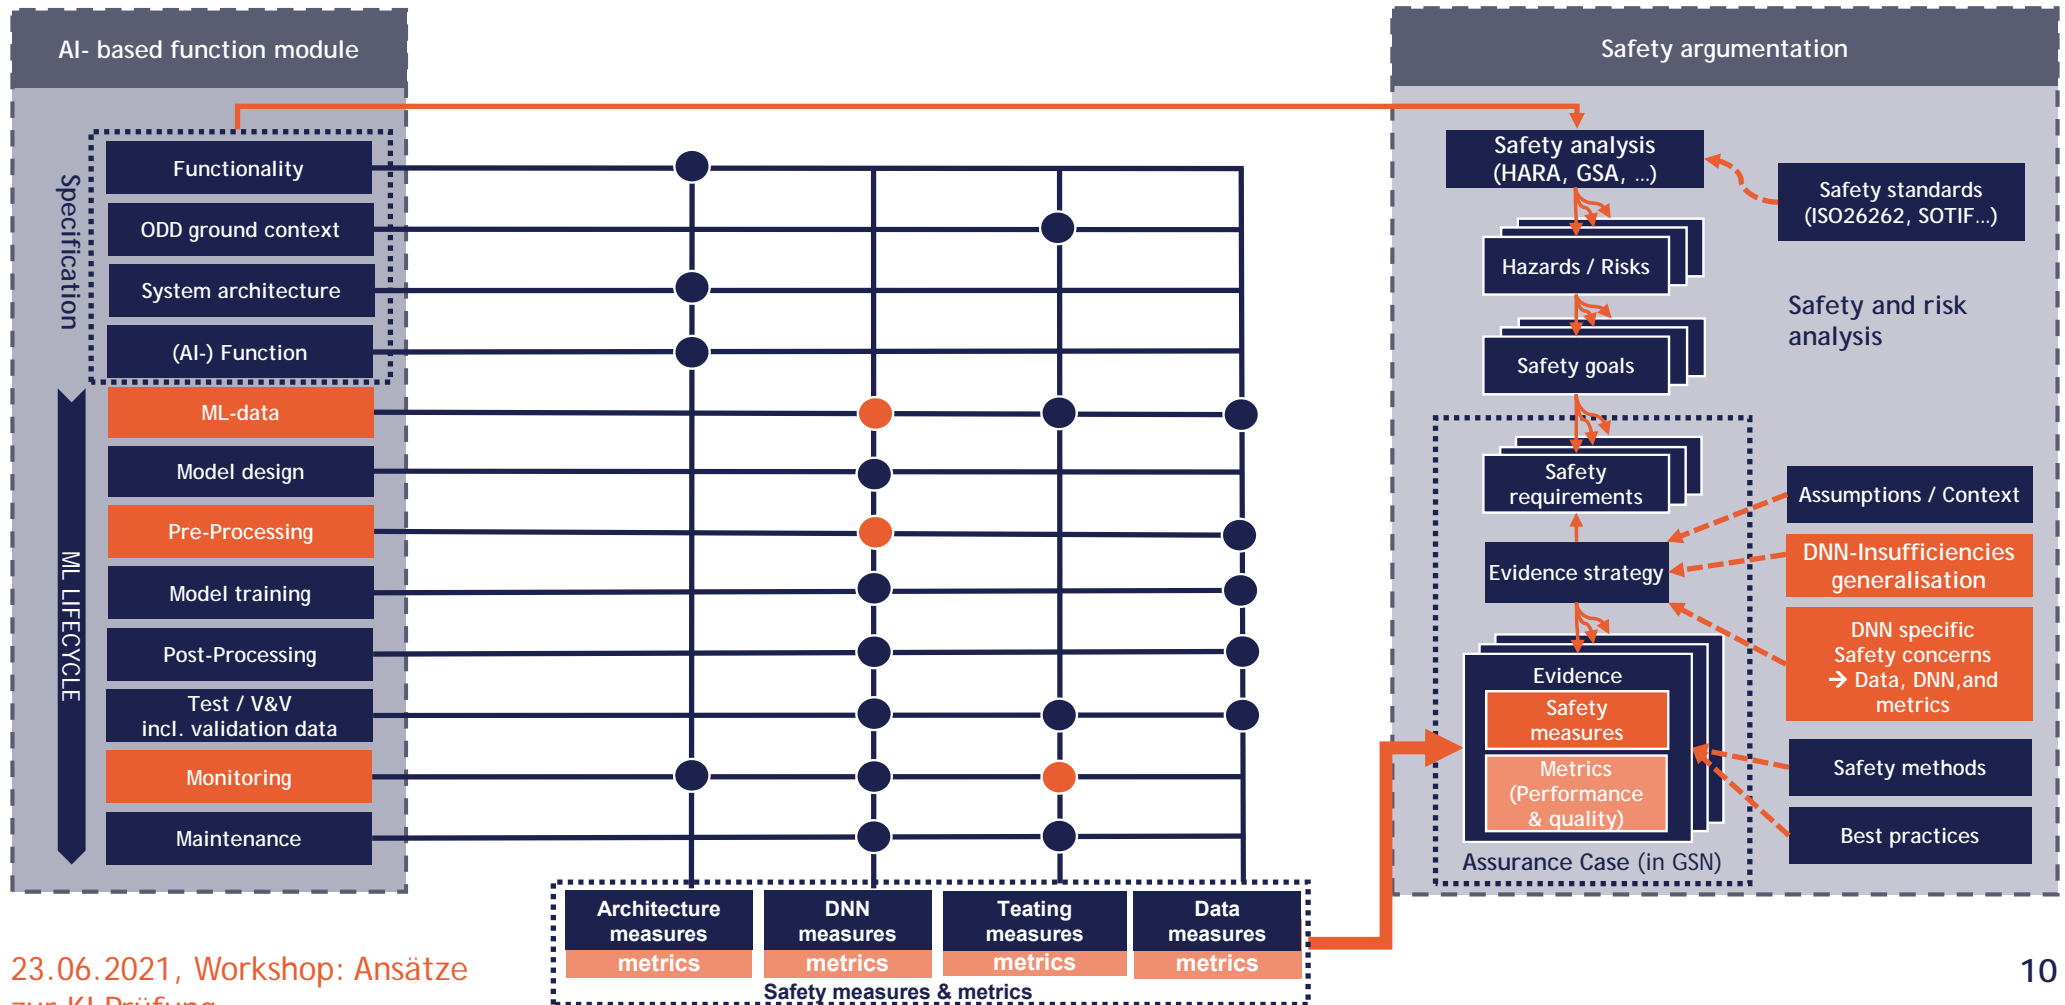 AI- based function module
Specification
Functionality
ODD ground context
System architecture
(AI-) Function
ML LIFECYCLE
ML-data
Model design
Pre-Processing
Model training
Post-Processing
Test / V&V
incl. validation data
Monitoring
Maintenance
Architecture
measures
metrics
DNN
measures
metrics
Teating
measures
metrics
Data
measures
metrics
Safety measures & metrics
Safety argumentation
Safety analysis
(HARA, GSA, ...)
Safety standards
(ISO26262, SOTIF...)
Hazards / Risks
Safety and risk
analysis
Safety goals
Safety
requirements
Assumptions / Context
Evidence strategy
DNN-Insufficiencies
generalisation
DNN specific
Safety concerns
→ Data, DNN,and
metrics
Evidence
Safety
measures
Metrics
(Performance
& quality)
Safety methods
Best practices
Assurance Case (in GSN)
23.06.2021, Workshop: Ansätze
zur KI Prüfung
10